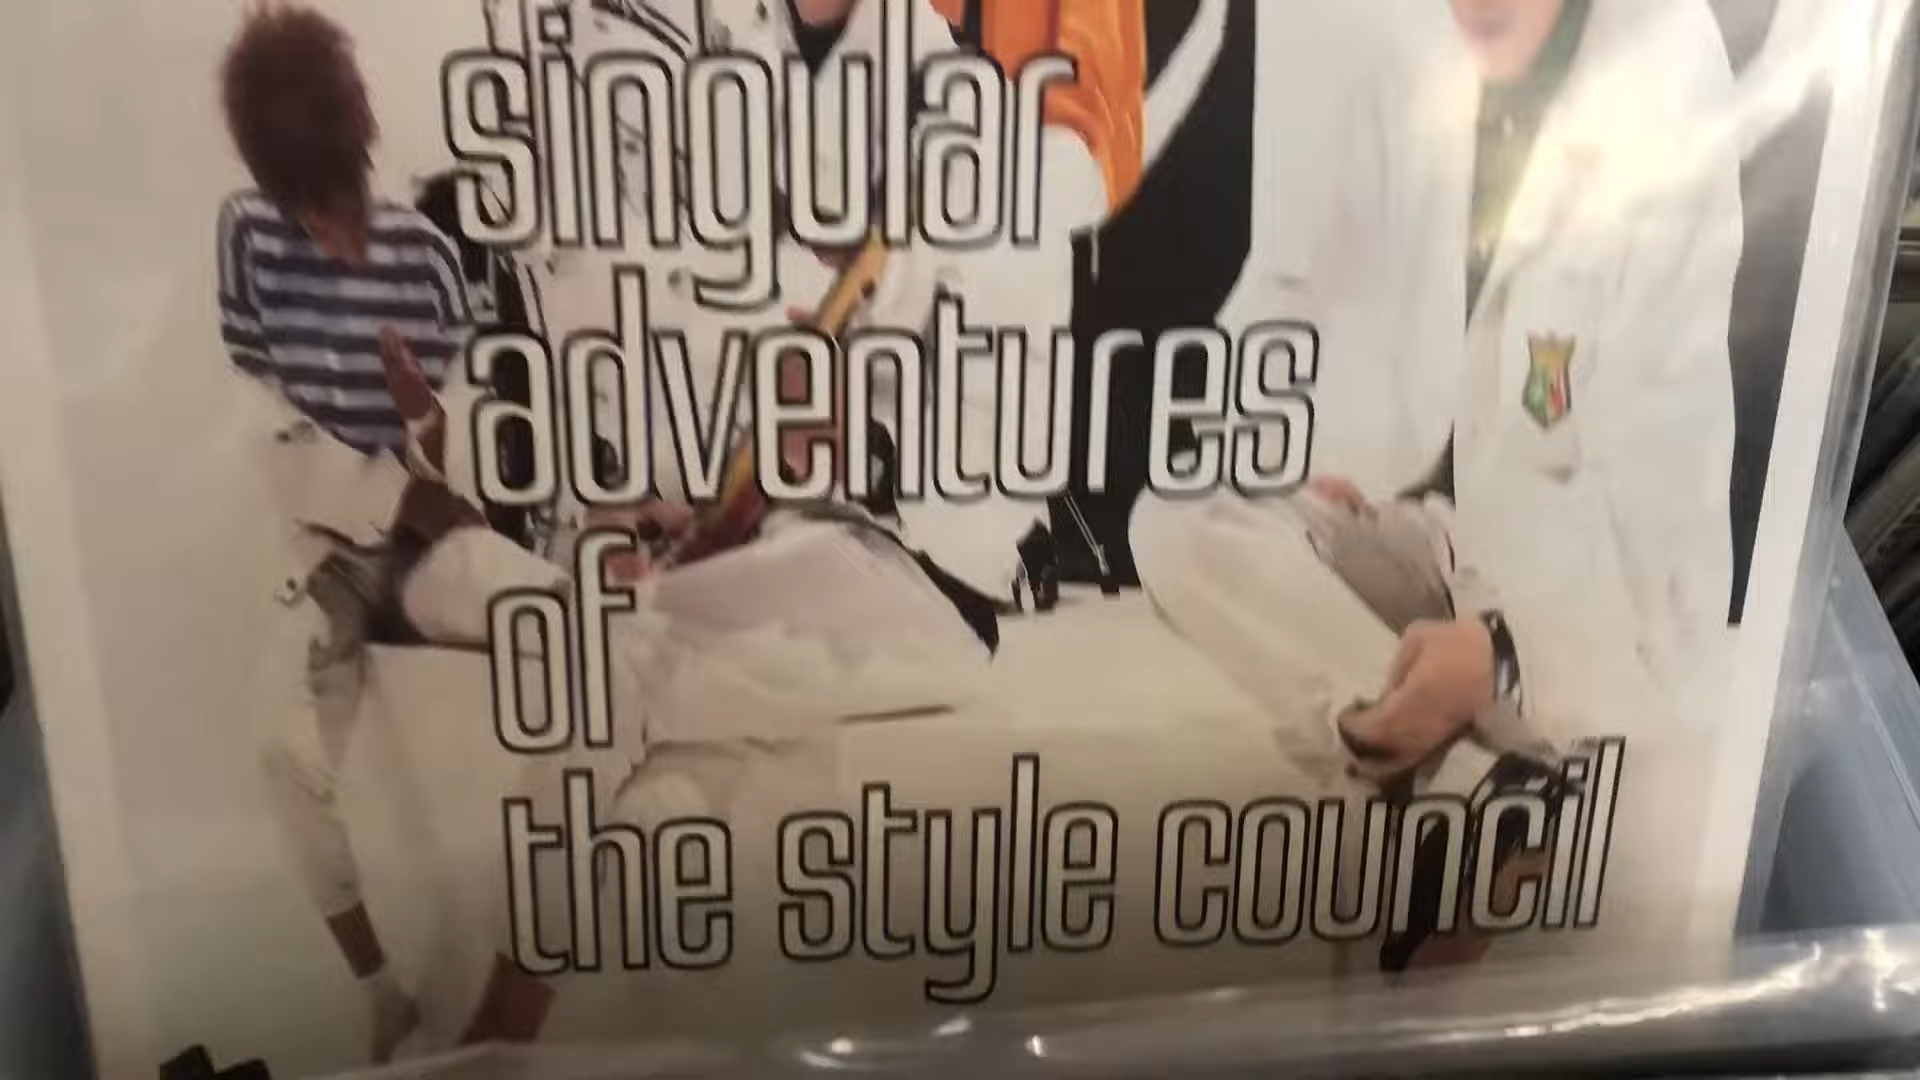 singular
adventures
of
the style council